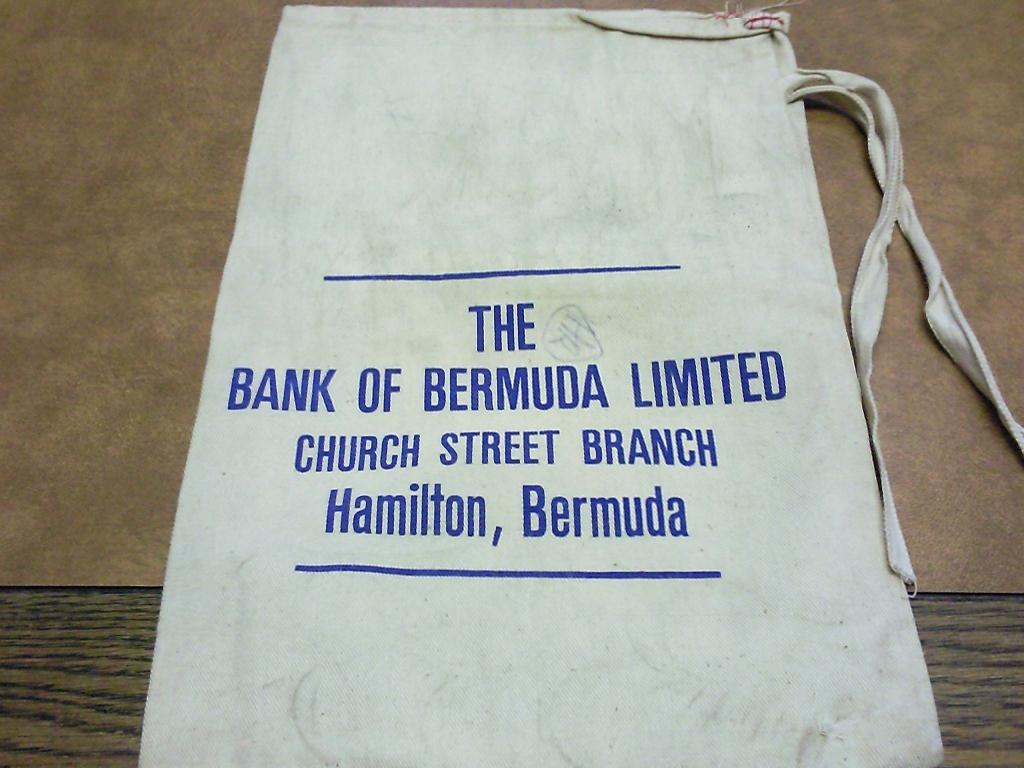 THE
BANK OF BERMUDA LIMITED
CHURCH STREET BRANCH
Hamilton, Bermuda